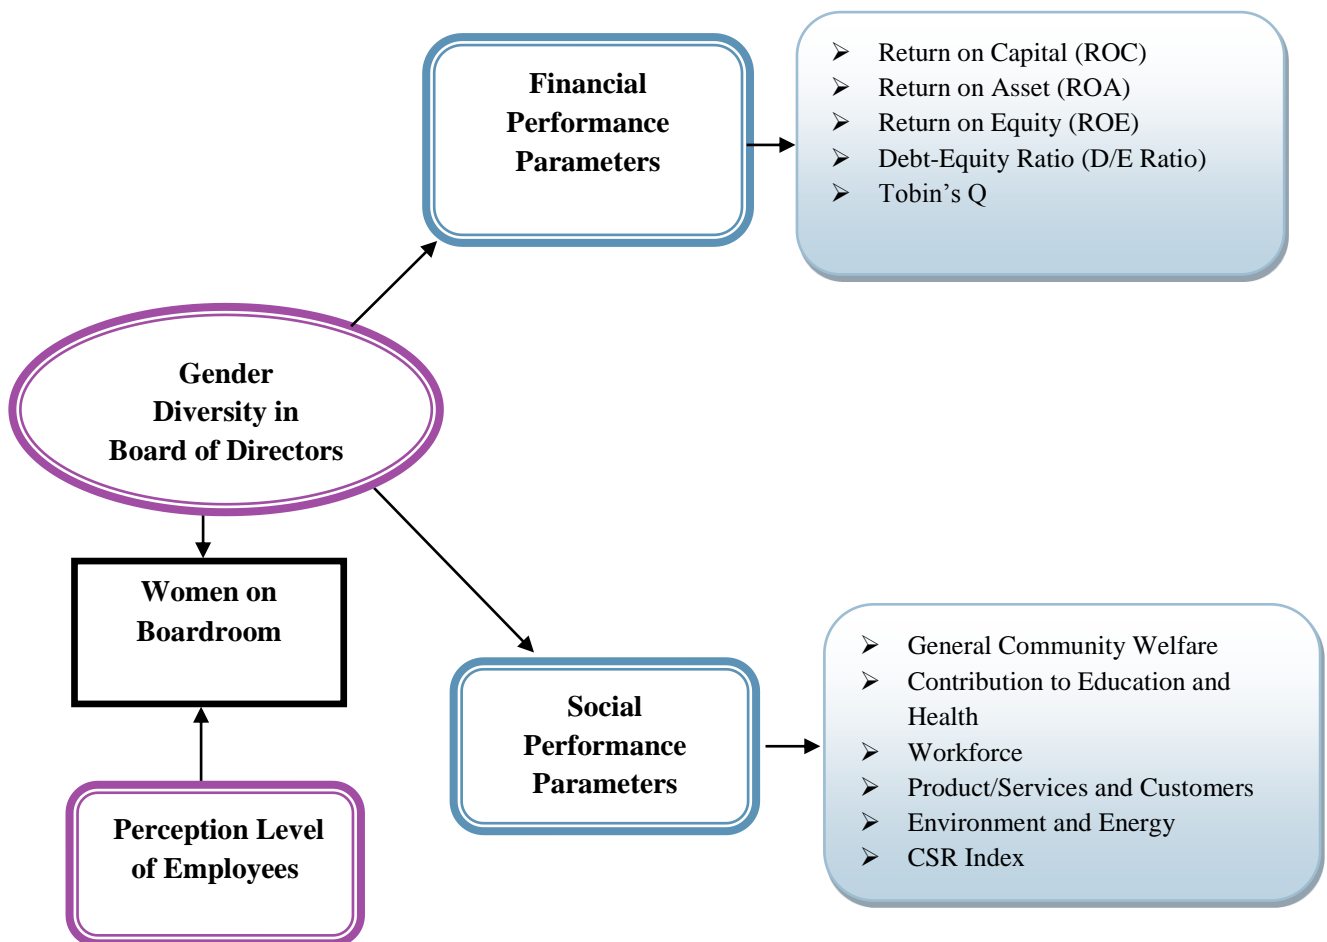 Financial
Performance
Parameters
➢ Return on Capital (ROC)
➢ Return on Asset (ROA)
➢ Return on Equity (ROE)
➢ Debt-Equity Ratio (D/E Ratio)
➢ Tobin’s Q
Gender
Diversity in
Board of Directors
Women on
Boardroom
Social
Performance
Parameters
➢ General Community Welfare
➢ Contribution to Education and
Health
➢ Workforce
➢ Product/Services and Customers
➢ Environment and Energy
➢ CSR Index
Perception Level
of Employees